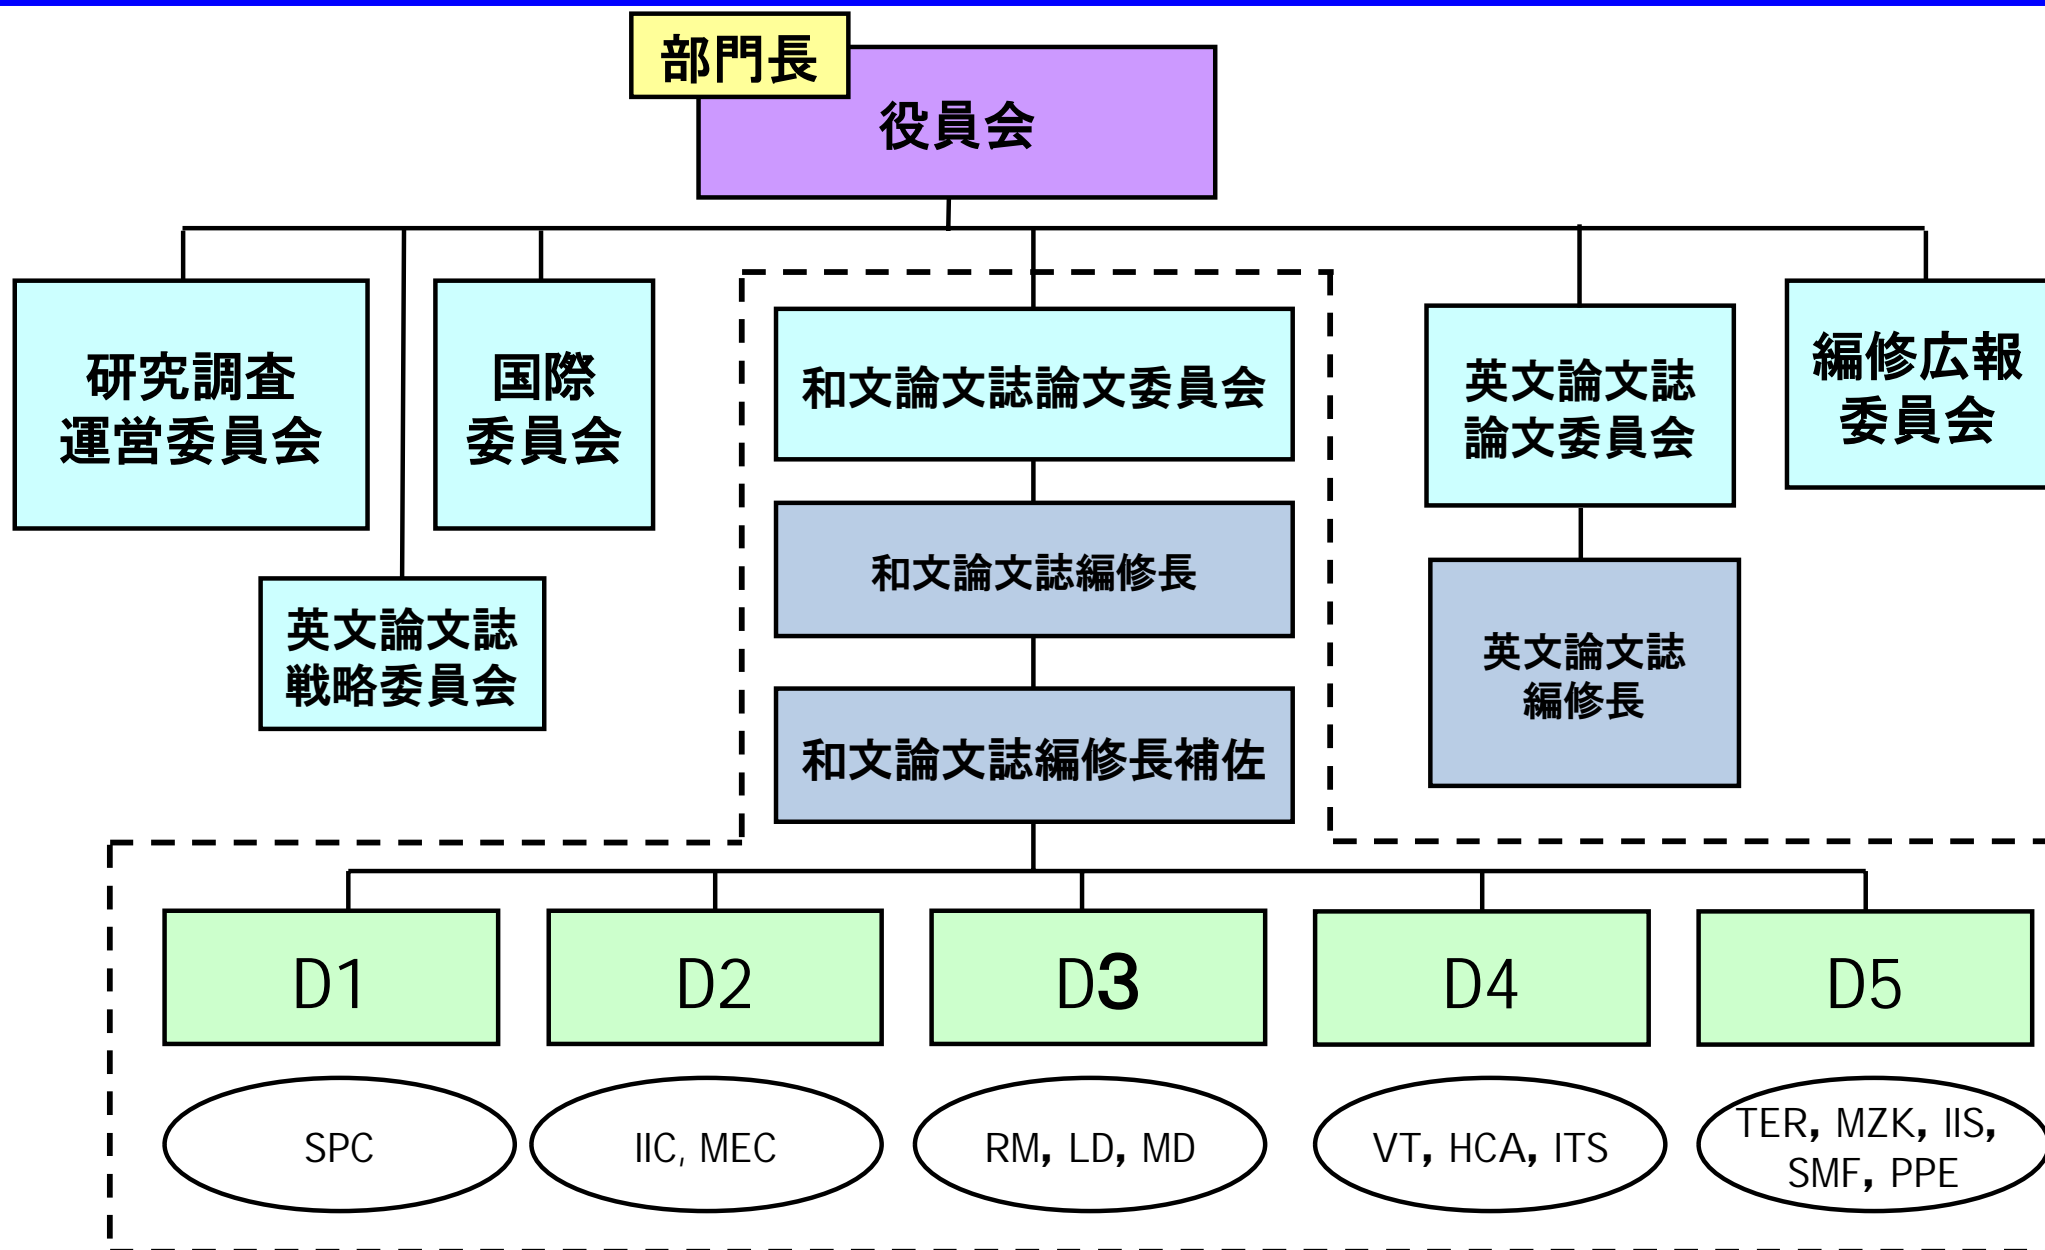 部門長
役員会
研究調査
運営委員会
国際
委員会
和文論文誌論文委員会
英文論文誌
論文委員会
編修広報
委員会
和文論文誌編修長
英文論文誌
戦略委員会
英文論文誌
編修長
和文論文誌編修長補佐
D1
D2
D3
D4
D5
SPC
IIC, MEC
RM, LD, MD
VT, HCA, ITS
TER, MZK, IIS,
SMF, PPE